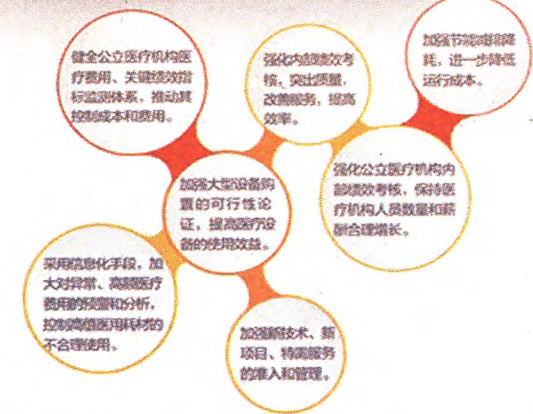 健全公立医疗机构医
疗费用、关键绩效指
标监测体系，推动其
控制成本和费用。
强化内部绩效考
核，突出质量，
改善服务，提高
效率。
加强节能减排降
耗，进一步降低
运行成本。
加强大型设备购
置的可行性论
证，提高医疗设
备的使用效益。
强化公立医疗机构内
部绩效考核，保持医
疗机构人员数量和薪
酬合理增长。
采用信息化手段，加
大对异常、高额医疗
费用的预警和分析，
控制高值医用耗材的
不合理使用。
加强新技术、新
项目、特需服务
的准入和管理。